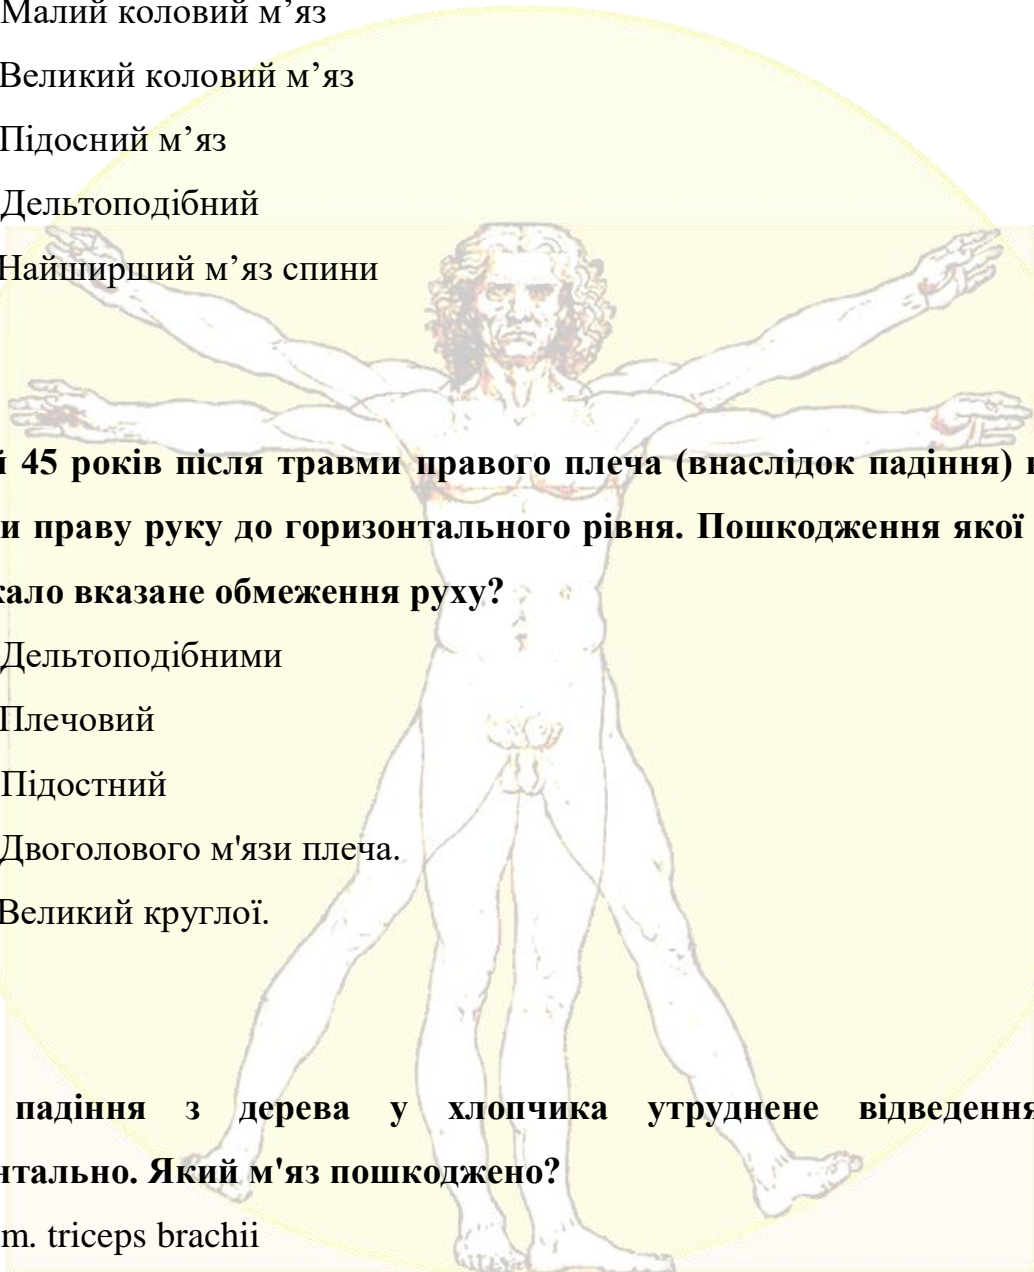 Малий коловий м’яз
Великий коловий м’яз
Підосний м’яз
Дельтоподібний
Найширший м’яз спини
й 45 років після травми правого плеча (внаслідок падіння) н
и праву руку до горизонтального рівня. Пошкодження якої
кало вказане обмеження руху?
Дельтоподібними
Плечовий
Підостний
Двоголового м'язи плеча.
Великий круглої.
падіння з дерева у хлопчика утруднене відведення
нтально. Який м'яз пошкоджено?
m. triceps brachii